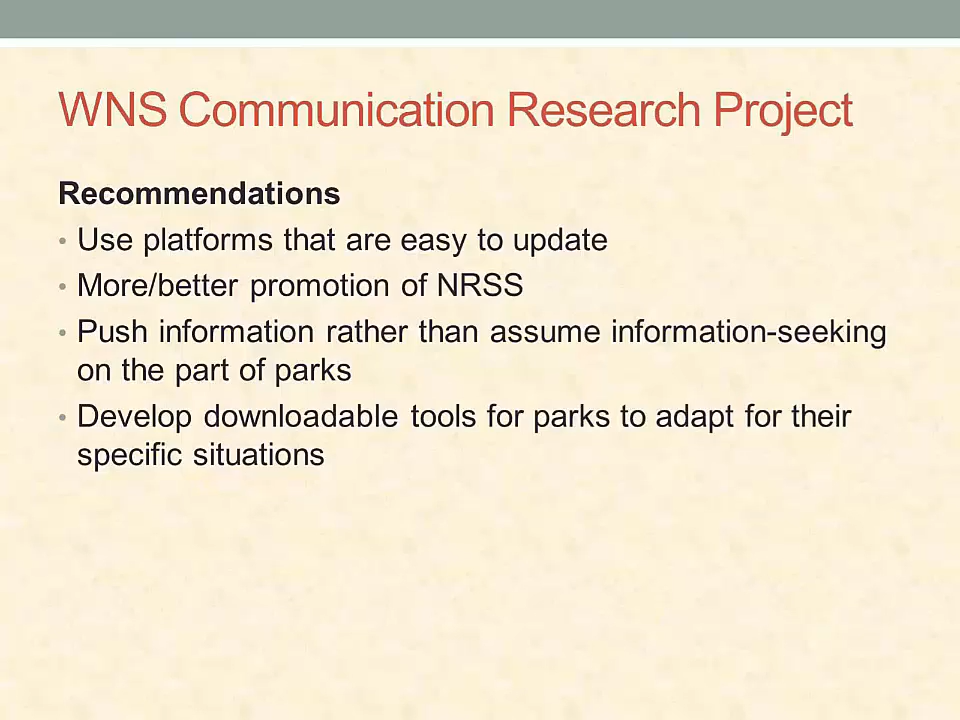 WNS Communication Research Project
Recommendations
• Use platforms that are easy to update
• More/better promotion of NRSS
• Push information rather than assume information-seeking
on the part of parks
• Develop downloadable tools for parks to adapt for their
specific situations